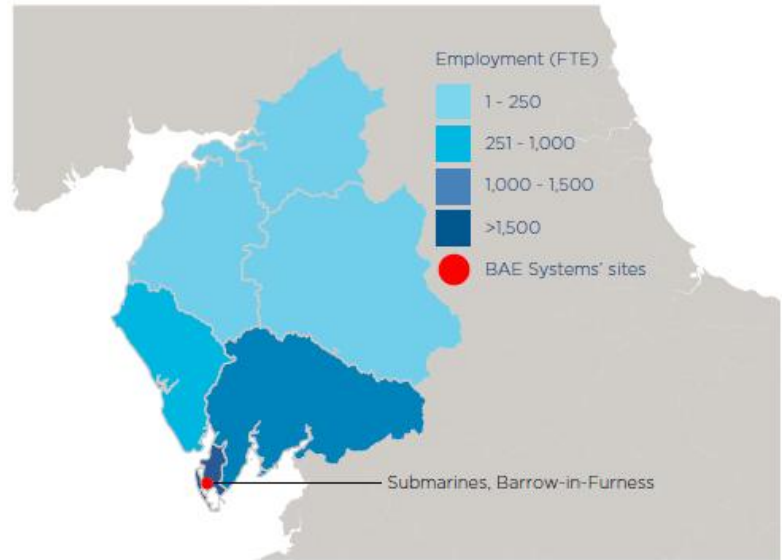 Employment (FTE)
1 - 250
251 - 1,000
1,000 - 1,500
>1,500
BAE Systems' sites
Submarines, Barrow-in-Furness